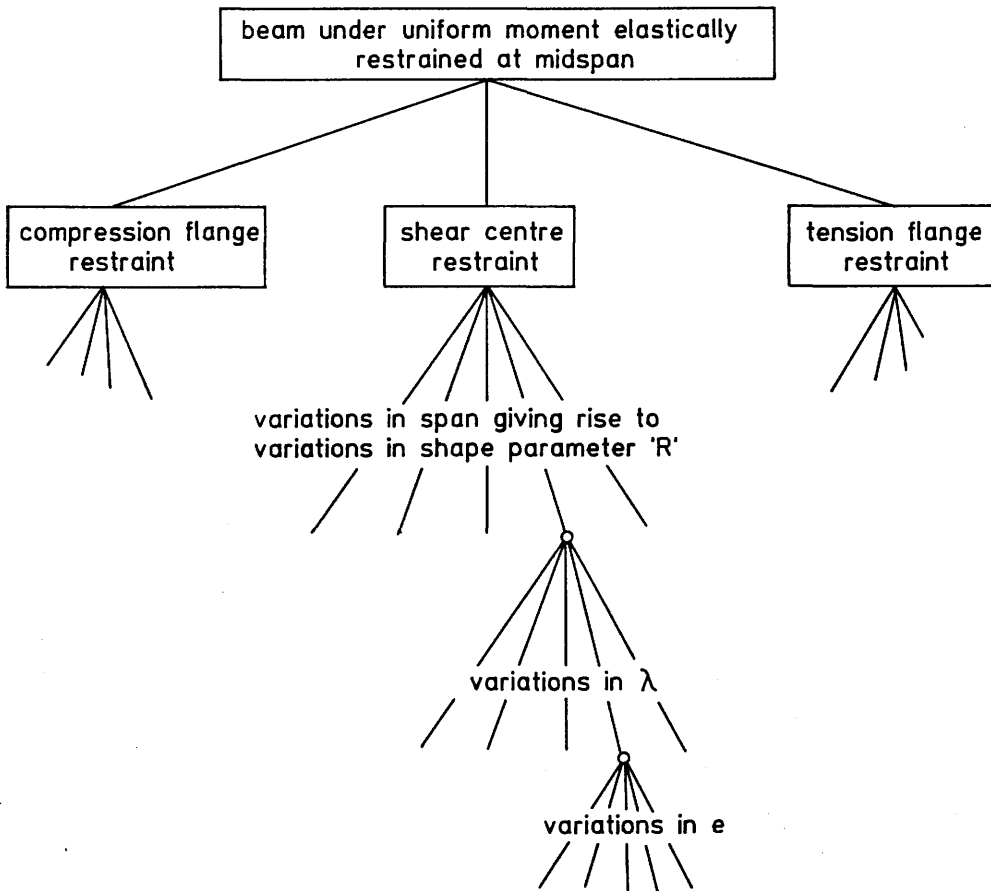 beam under uniform moment elastically
restrained at midspan
compression flange
restraint
shear centre
restraint
tension flange
restraint
variations in span giving rise to
variations in shape parameter 'R'
variations in λ
variations in e